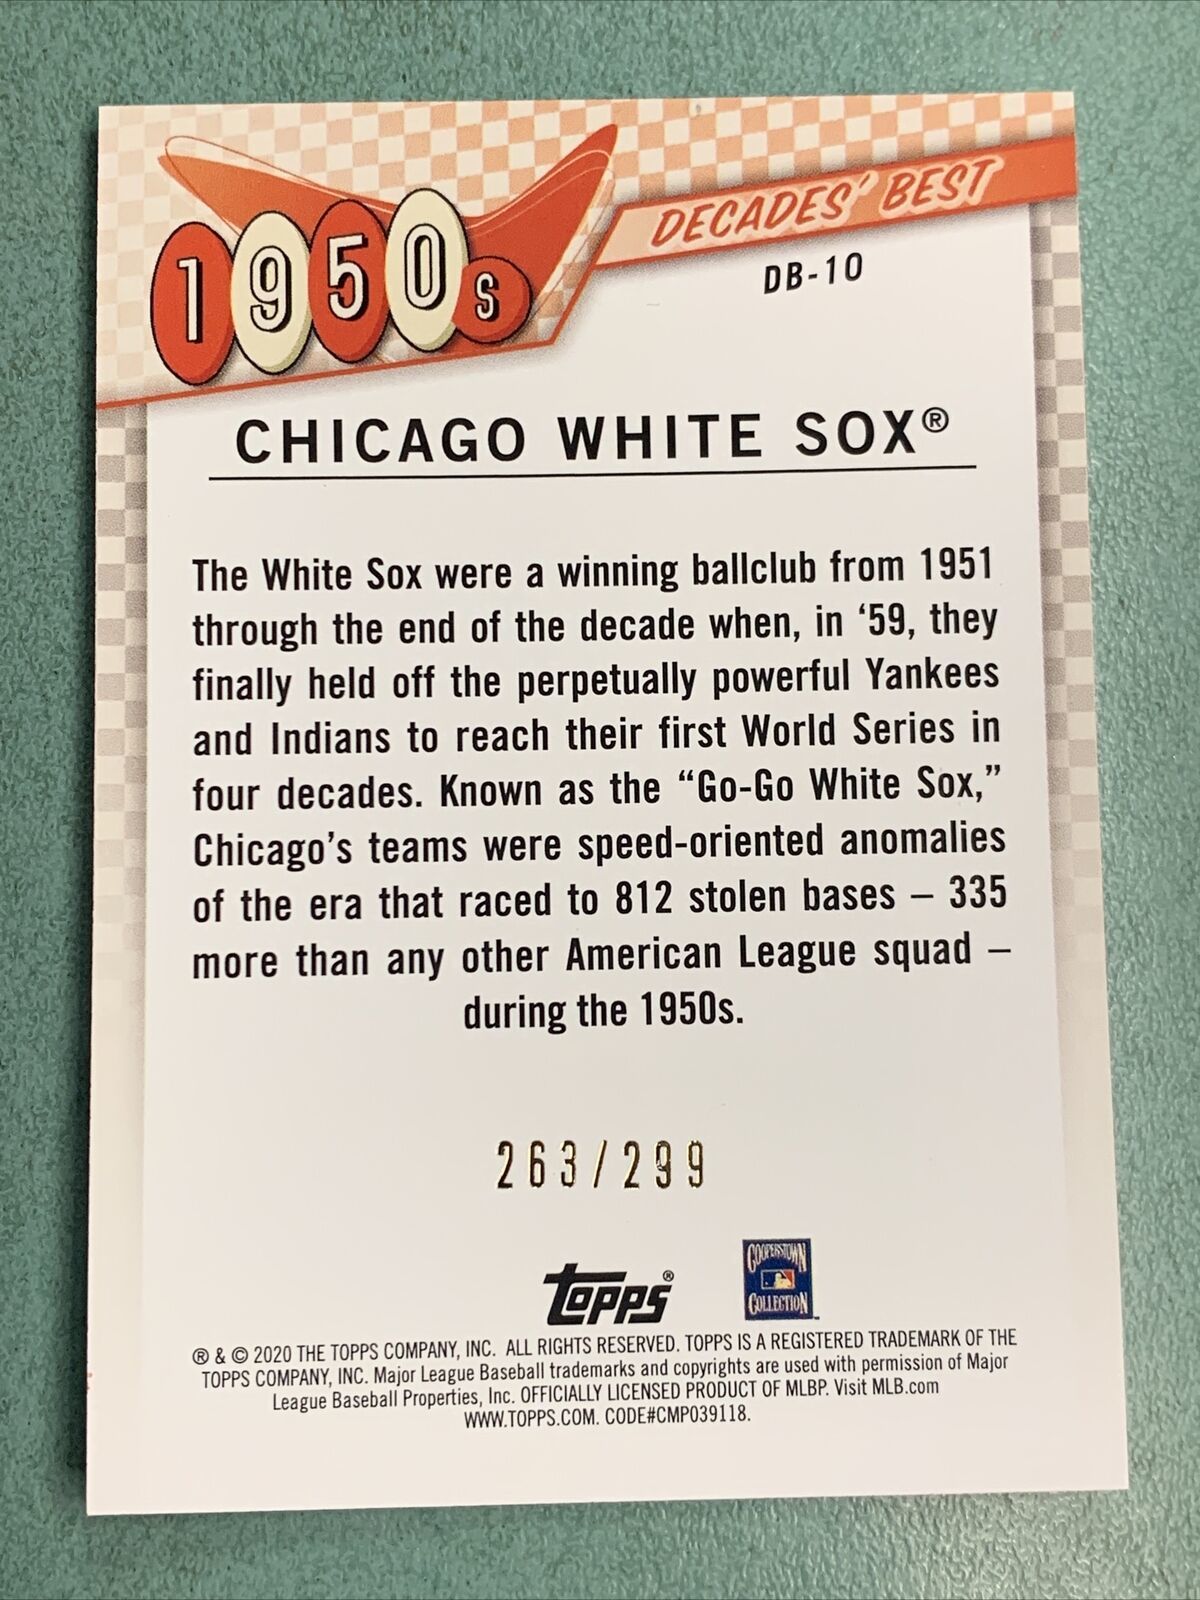 1950s
DECADES' BEST
DB-10
CHICAGO WHITE SOX®
The White Sox were a winning ballclub from 1951
through the end of the decade when, in ‘59, they
finally held off the perpetually powerful Yankees
and Indians to reach their first World Series in
four decades. Known as the “Go-Go White Sox,”
Chicago’s teams were speed-oriented anomalies
of the era that raced to 812 stolen bases – 335
more than any other American League squad –
during the 1950s.
263/299
topps®
COOPERSTOWN
COLLECTION
® & © 2020 THE TOPPS COMPANY, INC. ALL RIGHTS RESERVED. TOPPS IS A REGISTERED TRADEMARK OF THE
TOPPS COMPANY, INC. Major League Baseball trademarks and copyrights are used with permission of Major
League Baseball Properties, Inc. OFFICIALLY LICENSED PRODUCT OF MLBP. Visit MLB.com
WWW.TOPPS.COM. CODE#CMP039118.